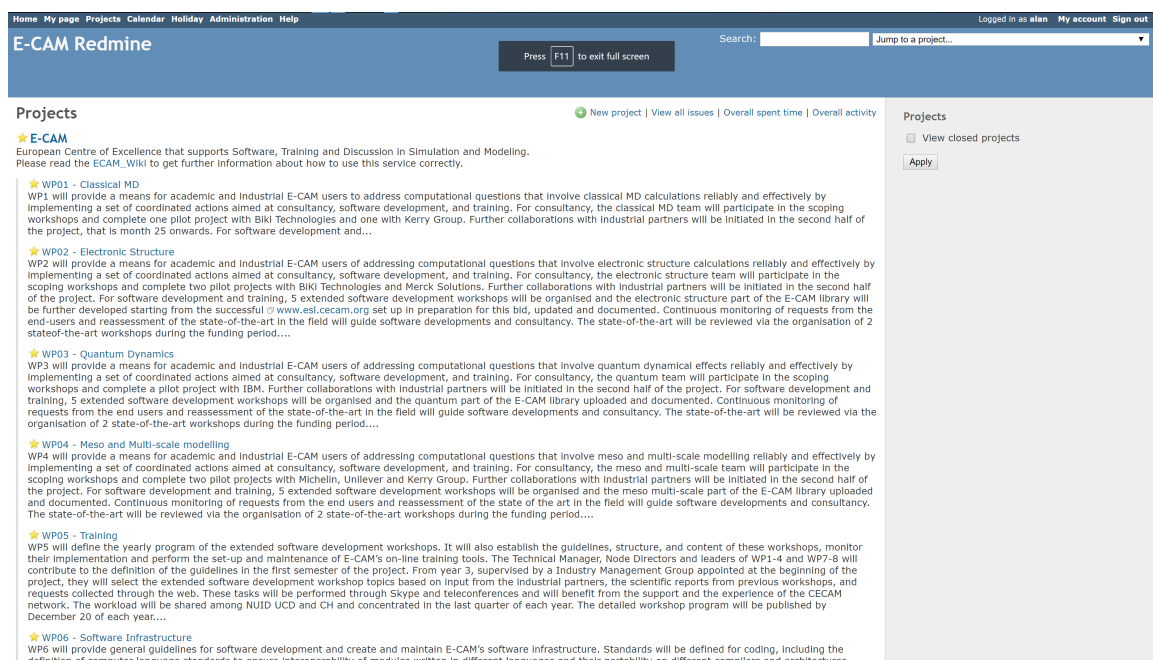 Home My page Projects Calendar Holiday Administration Help
Logged in as alan My account Sign out
E-CAM Redmine
Search:
Jump to a project...
Press F11 to exit full screen
Projects
New project | View all issues | Overall spent time | Overall activity
E-CAM
European Centre of Excellence that supports Software, Training and Discussion in Simulation and Modeling.
Please read the ECAM_Wiki to get further information about how to use this service correctly.
WP01 - Classical MD
WP1 will provide a means for academic and industrial E-CAM users to address computational questions that involve classical MD calculations reliably and effectively by
implementing a set of coordinated actions aimed at consultancy, software development, and training. For consultancy, the classical MD team will participate in the scoping
workshops and complete one pilot project with Biki Technologies and one with Kerry Group. Further collaborations with industrial partners will be initiated in the second half of
the project, that is month 25 onwards. For software development and...
WP02 - Electronic Structure
WP2 will provide a means for academic and industrial E-CAM users of addressing computational questions that involve electronic structure calculations reliably and effectively by
implementing a set of coordinated actions aimed at consultancy, software development, and training. For consultancy, the electronic structure team will participate in the
scoping workshops and complete two pilot projects with BiKi Technologies and Merck Solutions. Further collaborations with industrial partners will be initiated in the second half
of the project. For software development and training, 5 extended software development workshops will be organised and the electronic structure part of the E-CAM library will
be further developed starting from the successful www.esl.cecam.org set up in preparation for this bid, updated and documented. Continuous monitoring of requests from the
end-users and reassessment of the state-of-the-art in the field will guide software developments and consultancy. The state-of-the-art will be reviewed via the organisation of 2
stateof-the-art workshops during the funding period....
WP03 - Quantum Dynamics
WP3 will provide a means for academic and industrial E-CAM users of addressing computational questions that involve quantum dynamical effects reliably and effectively by
implementing a set of coordinated actions aimed at consultancy, software development, and training. For consultancy, the quantum team will participate in the scoping
workshops and complete a pilot project with IBM. Further collaborations with industrial partners will be initiated in the second half of the project. For software development and
training, 5 extended software development workshops will be organised and the quantum part of the E-CAM library uploaded and documented. Continuous monitoring of
requests from the end users and reassessment of the state-of-the-art in the field will guide software developments and consultancy. The state-of-the-art will be reviewed via the
organisation of 2 state-of-the-art workshops during the funding period....
WP04 - Meso and Multi-scale modelling
WP4 will provide a means for academic and industrial E-CAM users of addressing computational questions that involve meso and multi-scale modelling reliably and effectively by
implementing a set of coordinated actions aimed at consultancy, software development, and training. For consultancy, the meso and multi-scale team will participate in the
scoping workshops and complete two pilot projects with Michelin, Unilever and Kerry Group. Further collaborations with industrial partners will be initiated in the second half of
the project. For software development and training, 5 extended software development workshops will be organised and the meso multi-scale part of the E-CAM library uploaded
and documented. Continuous monitoring of requests from the end users and reassessment of the state of the art in the field will guide software developments and consultancy.
The state-of-the-art will be reviewed via the organisation of 2 state-of-the-art workshops during the funding period....
WP05 - Training
WP5 will define the yearly program of the extended software development workshops. It will also establish the guidelines, structure, and content of these workshops, monitor
their implementation and perform the set-up and maintenance of E-CAM's on-line training tools. The Technical Manager, Node Directors and leaders of WP1-4 and WP7-8 will
contribute to the definition of the guidelines in the first semester of the project. From year 3, supervised by a Industry Management Group appointed at the beginning of the
project, they will select the extended software development workshop topics based on input from the industrial partners, the scientific reports from previous workshops, and
requests collected through the web. These tasks will be performed through Skype and teleconferences and will benefit from the support and the experience of the CECAM
network. The workload will be shared among NUID UCD and CH and concentrated in the last quarter of each year. The detailed workshop program will be published by
December 20 of each year....
WP06 - Software Infrastructure
WP6 will provide general guidelines for software development and create and maintain E-CAM's software infrastructure. Standards will be defined for coding, including the
definition of computer language standards to ensure interoperability of modules written in different languages and their portability on different compilers and architectures
Projects
View closed projects
Apply